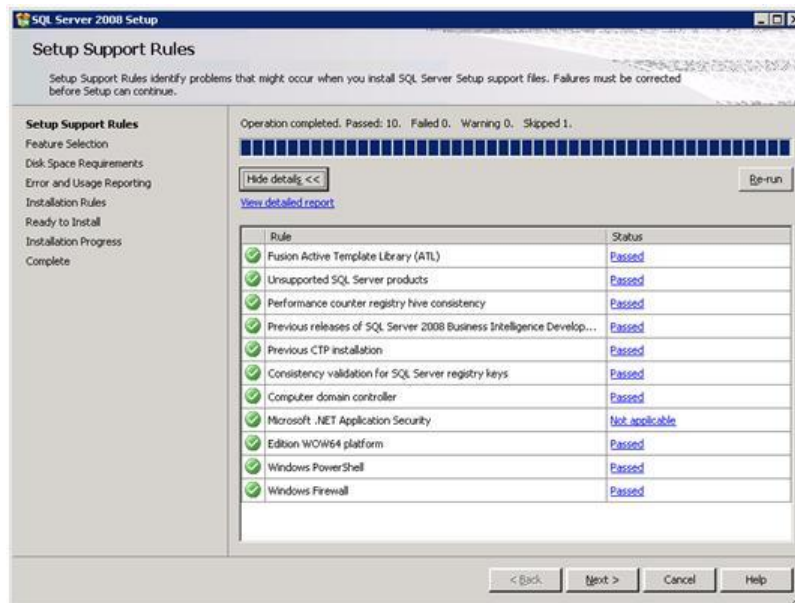 SQL Server 2008 Setup
Setup Support Rules
Setup Support Rules identify problems that might occur when you install SQL Server Setup support files. Failures must be corrected
before Setup can continue.
Setup Support Rules
Feature Selection
Disk Space Requirements
Error and Usage Reporting
Installation Rules
Ready to Install
Installation Progress
Complete
Operation completed. Passed: 10. Failed 0. Warning 0. Skipped 1.
Hide details <<
Re-run
View detailed report
Rule Status
Fusion Active Template Library (ATL) Passed
Unsupported SQL Server products Passed
Performance counter registry hive consistency Passed
Previous releases of SQL Server 2008 Business Intelligence Develop... Passed
Previous CTP installation Passed
Consistency validation for SQL Server registry keys Passed
Computer domain controller Passed
Microsoft .NET Application Security Not applicable
Edition WOW64 platform Passed
Windows PowerShell Passed
Windows Firewall Passed
< Back Next > Cancel Help